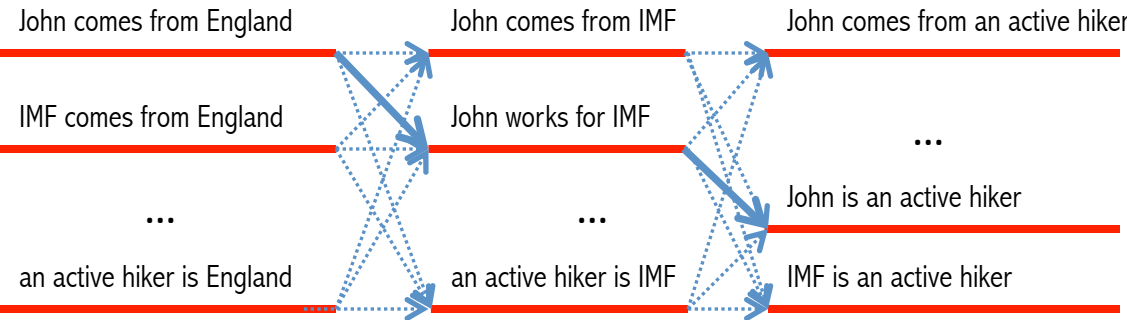 John comes from England
IMF comes from England
...
an active hiker is England
John comes from IMF
John works for IMF
...
an active hiker is IMF
John comes from an active hiker
...
John is an active hiker
IMF is an active hiker